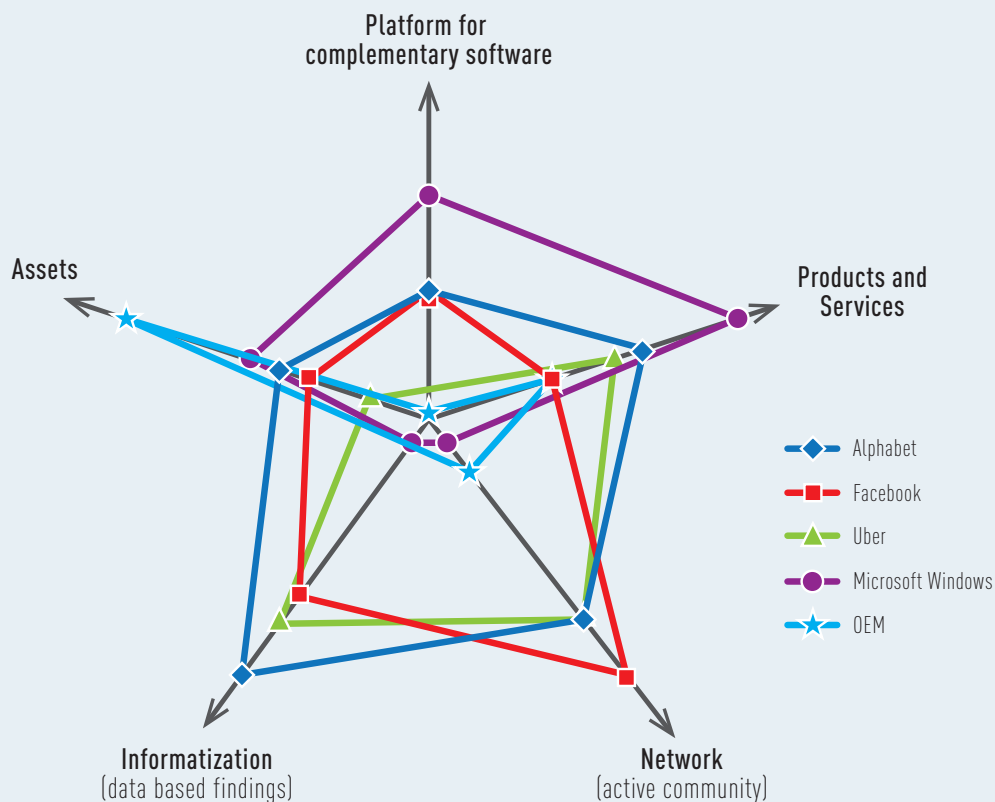 Platform for
complementary software
Assets
Products and
Services
Alphabet
Facebook
Uber
Microsoft Windows
OEM
Informatization
(data based findings)
Network
(active community)